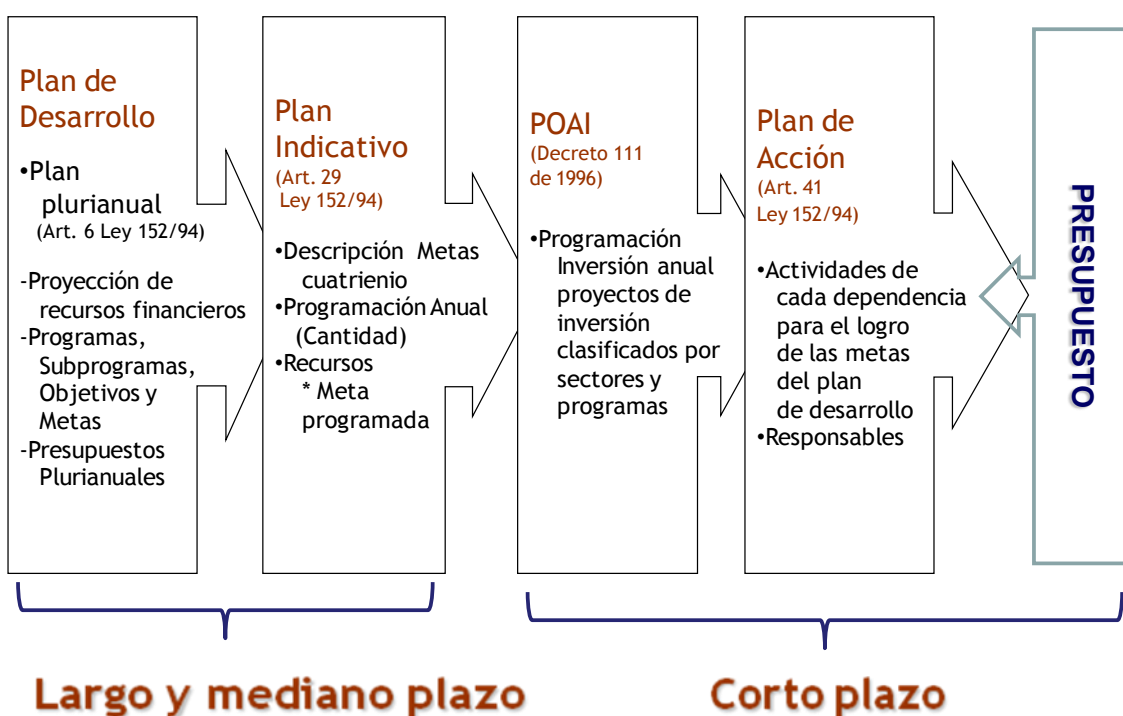 Plan de
Desarrollo
•Plan
plurianual
(Art. 6 Ley 152/94)
-Proyección de
recursos financieros
-Programas,
Subprogramas,
Objetivos y
Metas
-Presupuestos
Plurianuales
Plan
Indicativo
(Art. 29
Ley 152/94)
•Descripción Metas
cuatrienio
•Programación Anual
(Cantidad)
•Recursos
* Meta
programada
POAI
(Decreto 111
de 1996)
•Programación
Inversión anual
proyectos de
inversión
clasificados por
sectores y
programas
Plan de
Acción
(Art. 41
Ley 152/94)
•Actividades de
cada dependencia
para el logro
de las metas
del plan
de desarrollo
•Responsables
PRESUPUESTO
Largo y mediano plazo
Corto plazo